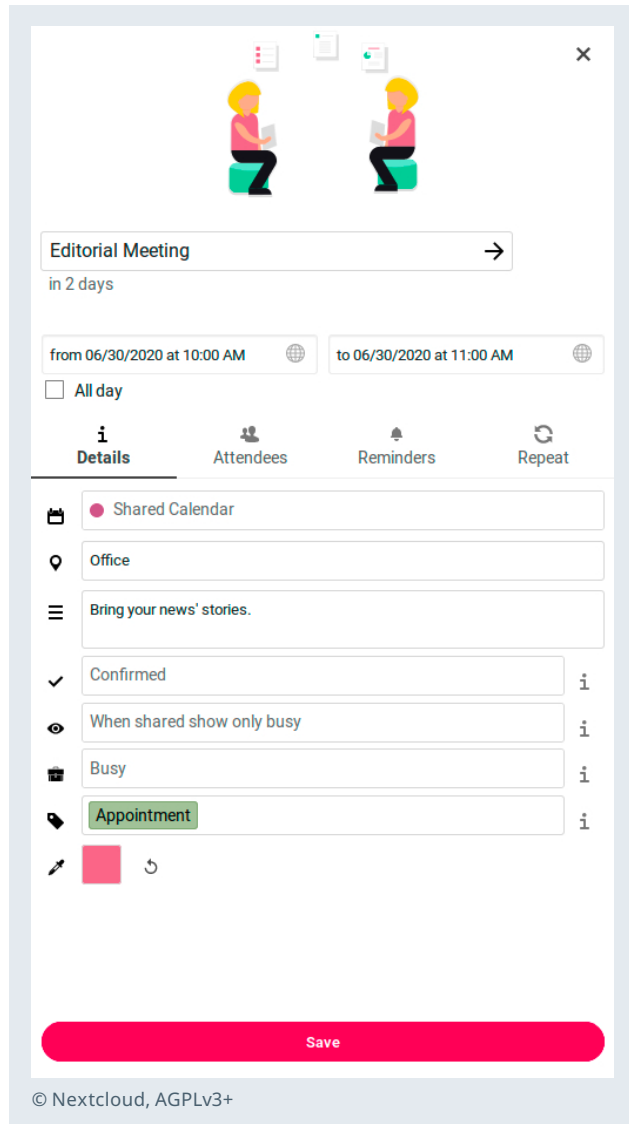 Editorial Meeting
in 2 days
from 06/30/2020 at 10:00 AM
to 06/30/2020 at 11:00 AM
All day
Details
Attendees
Reminders
Repeat
Shared Calendar
Office
Bring your news' stories.
Confirmed
When shared show only busy
Busy
Appointment
Save
© Nextcloud, AGPLv3+